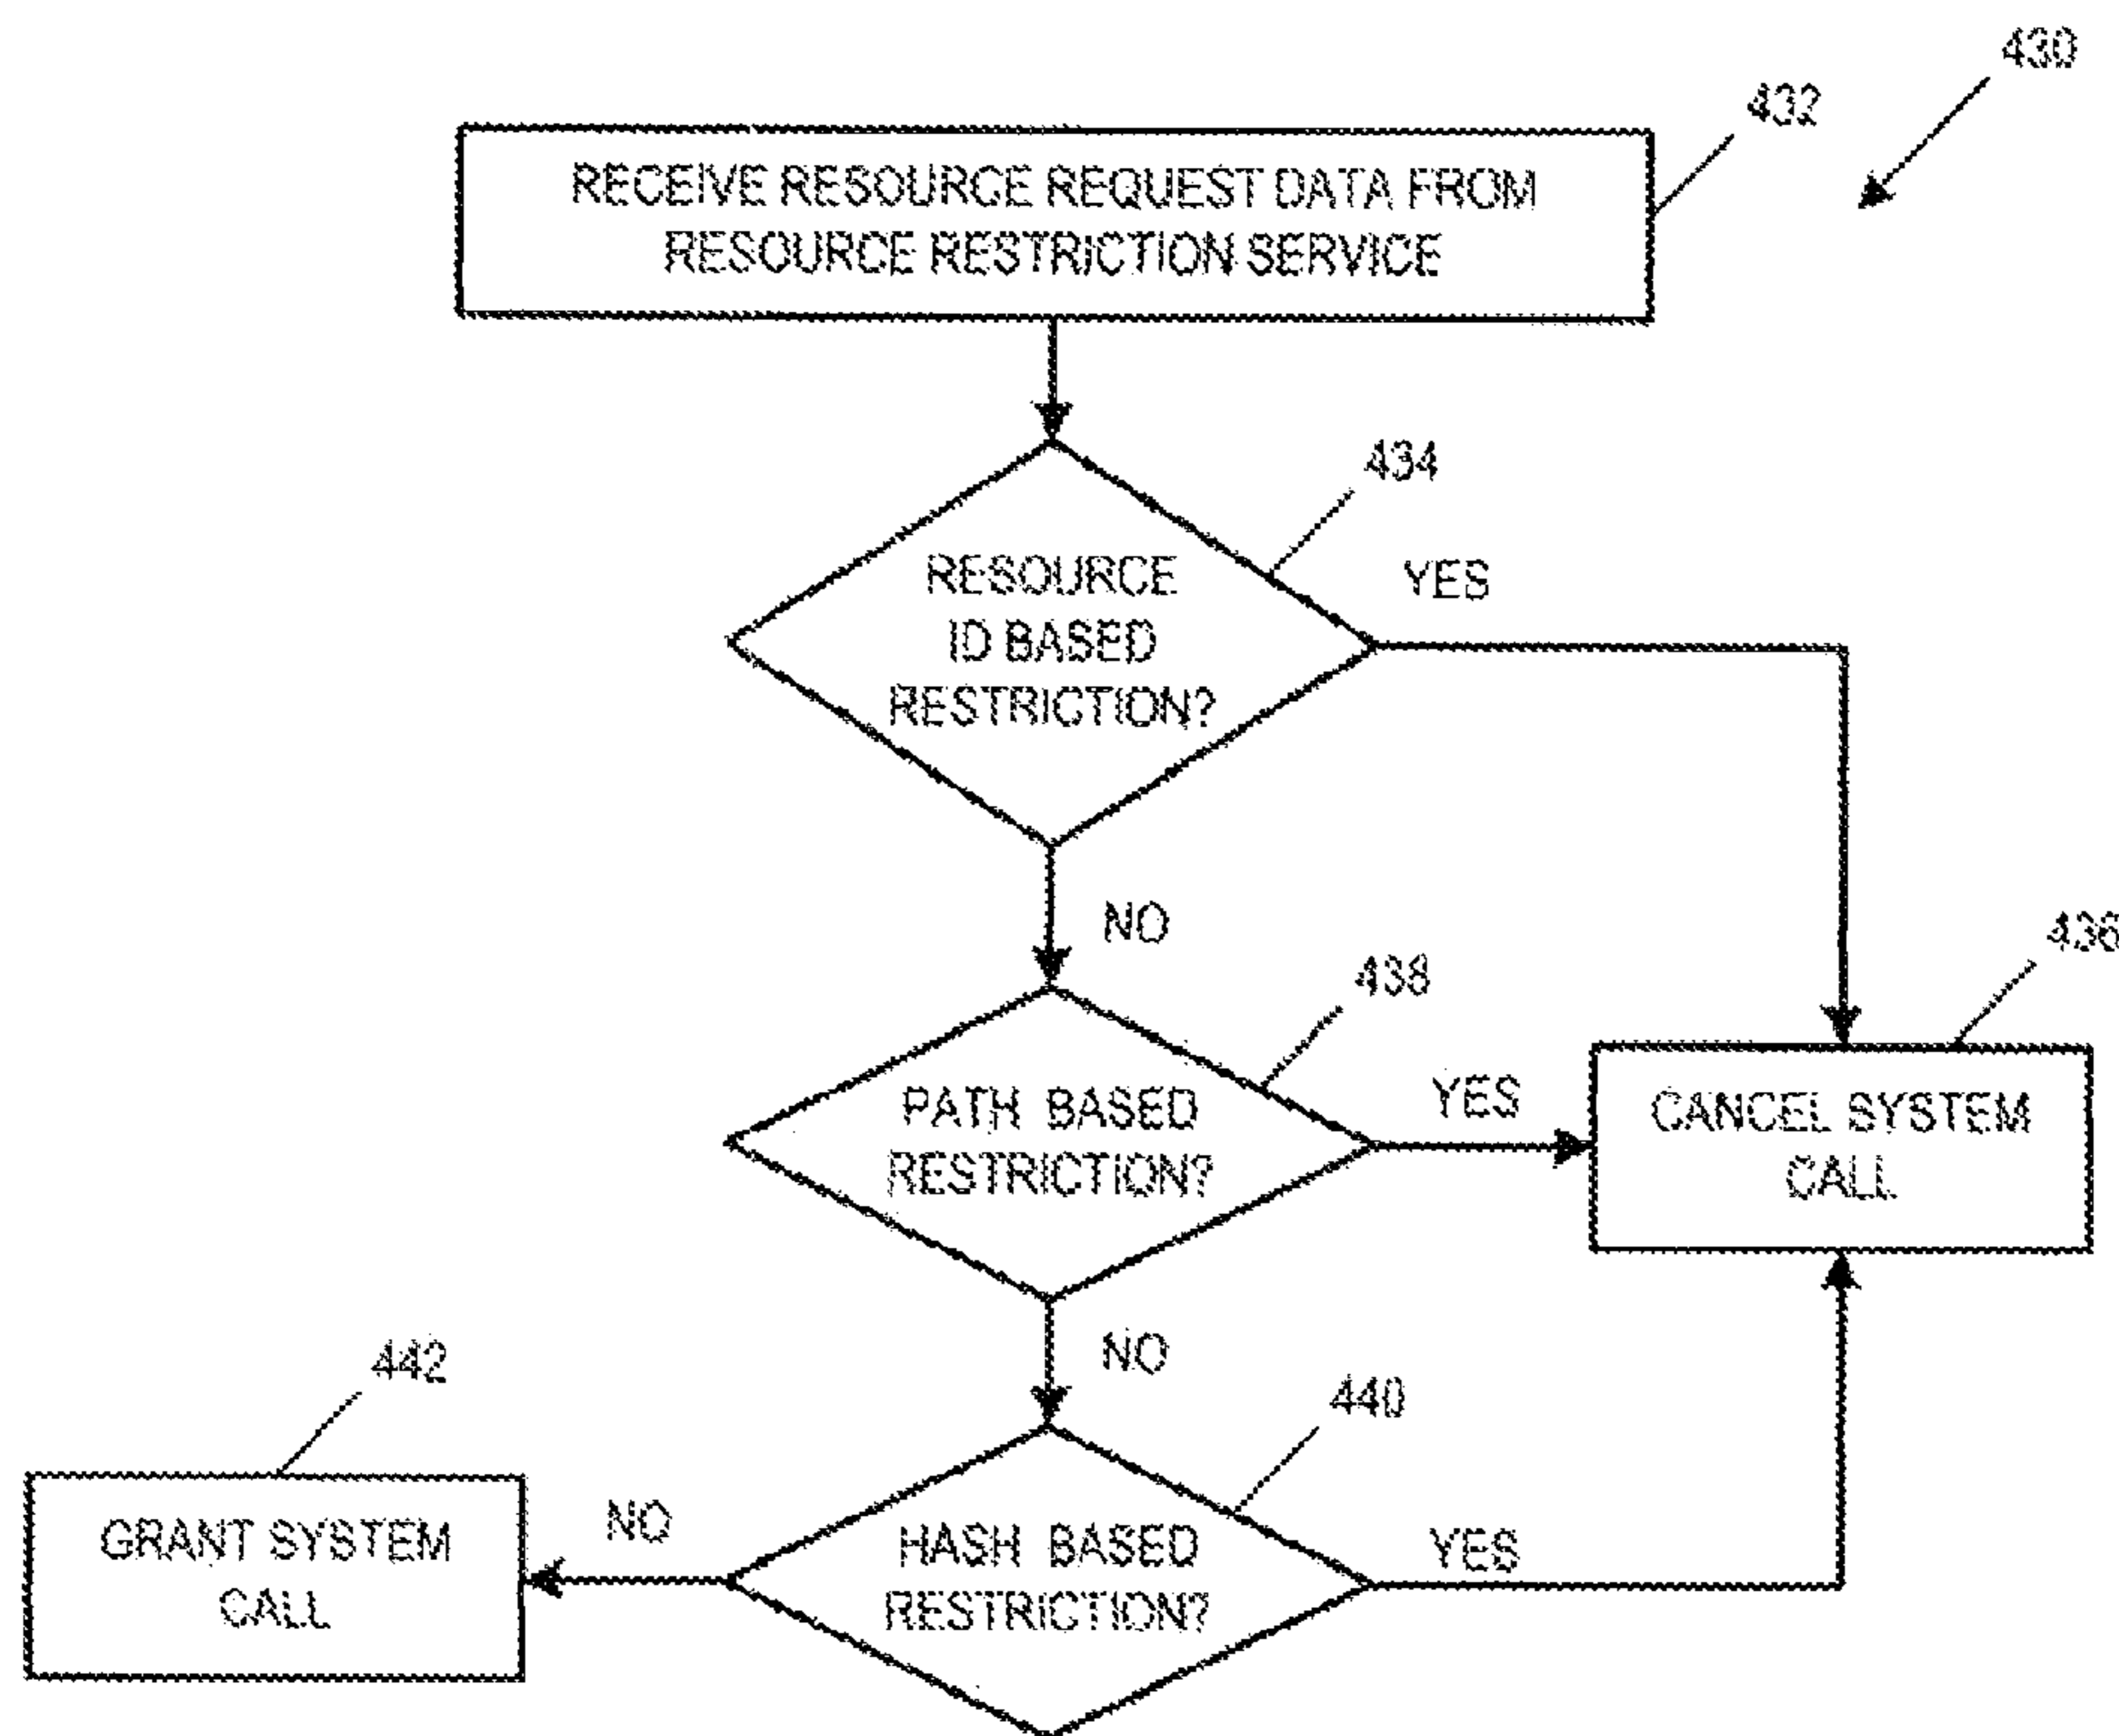 430
432
RECEIVE RESOURCE REQUEST DATA FROM
RESOURCE RESTRICTION SERVICE
434
RESOURCE
ID BASED
RESTRICTION?
YES
NO
436
438
PATH BASED
RESTRICTION?
YES
CANCEL SYSTEM
CALL
NO
442
440
GRANT SYSTEM
CALL
NO
HASH BASED
RESTRICTION?
YES